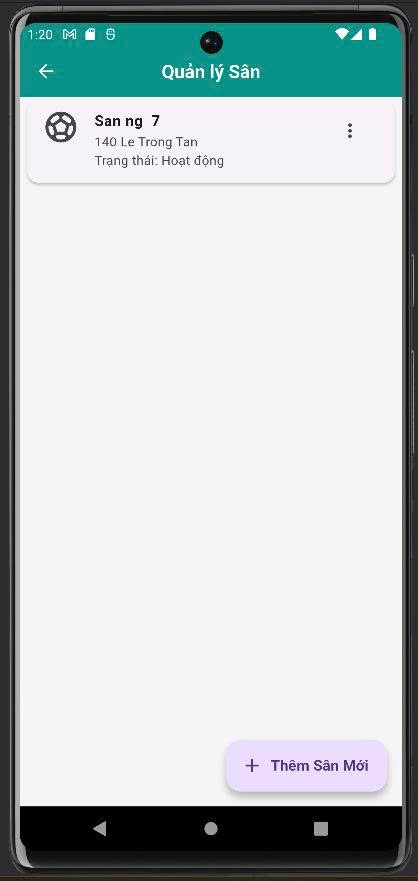 1:20
Quản lý Sân
San ng 7
140 Le Trong Tan
Trạng thái: Hoạt động
Thêm Sân Mới